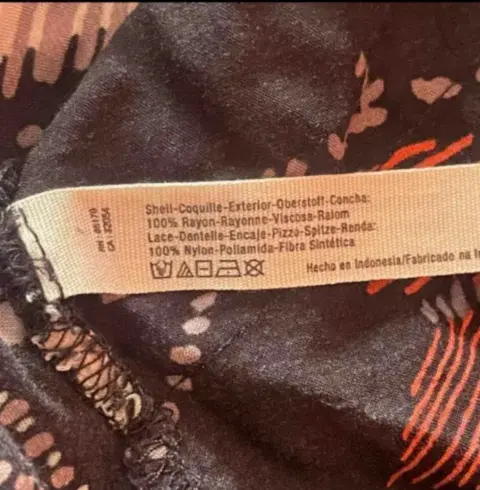 Shell-Coquille-Exterior-Oberstoff-Concha:
100% Rayon-Rayonne-Viscosa-Raiom
Lace-Dentelle-Encaje-Pizzo-Spitze-Renda:
100% Nylon-Poliamida-Fibra Sintética
Hecho en Indonesia/Fabricado na